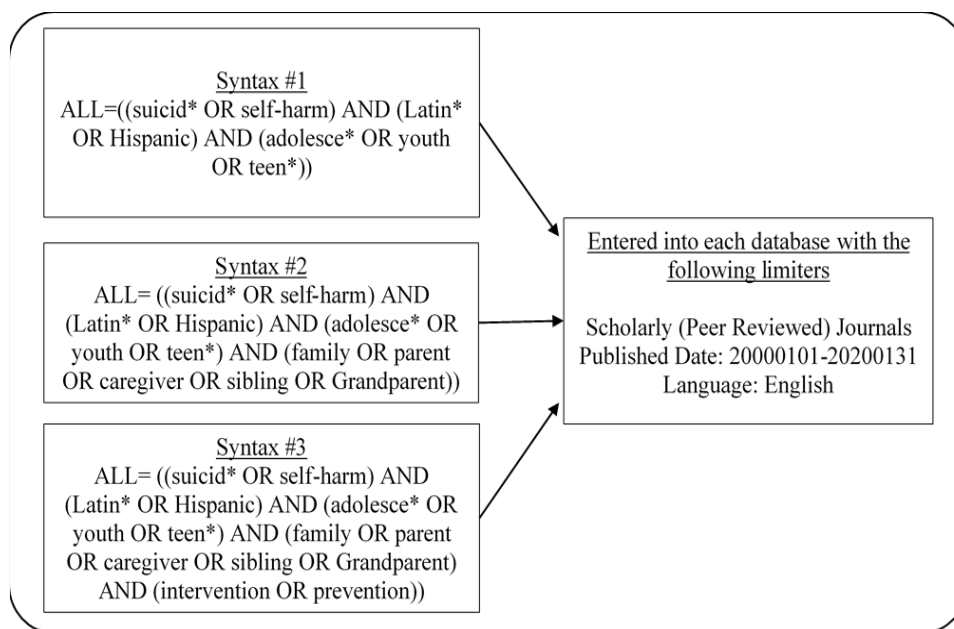 Syntax #1
ALL=((suicid* OR self-harm) AND (Latin*
OR Hispanic) AND (adolesce* OR youth
OR teen*))
Syntax #2
ALL= ((suicid* OR self-harm) AND
(Latin* OR Hispanic) AND (adolesce* OR
youth OR teen*) AND (family OR parent
OR caregiver OR sibling OR Grandparent))
Syntax #3
ALL= ((suicid* OR self-harm) AND
(Latin* OR Hispanic) AND (adolesce* OR
youth OR teen*) AND (family OR parent
OR caregiver OR sibling OR Grandparent)
AND (intervention OR prevention))
Entered into each database with the
following limiters
Scholarly (Peer Reviewed) Journals
Published Date: 20000101-20200131
Language: English